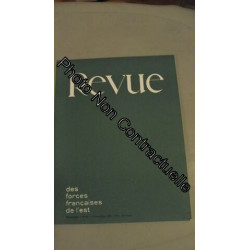 Revue
Photo Non Contractuelle
des
forces
françaises
de l'est